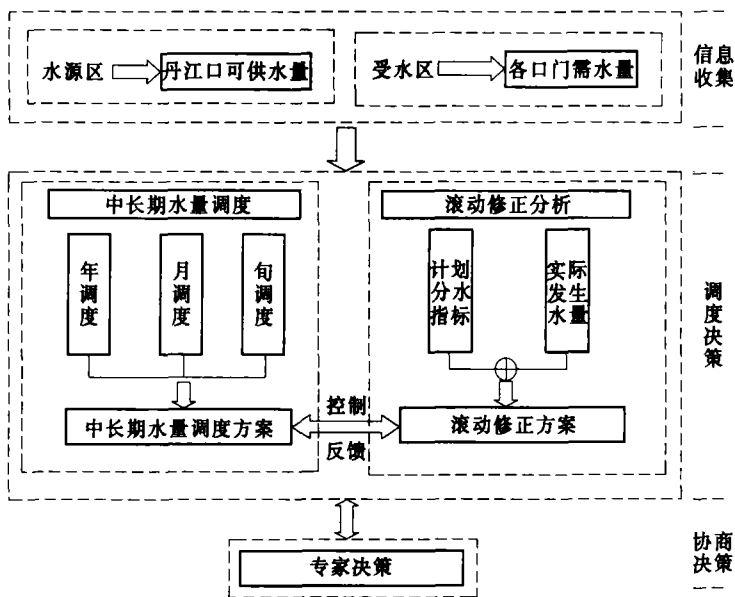 水源区
丹江口可供水量
受水区
各口门需水量
信息
收集
中长期水量调度
年调度
月调度
旬调度
中长期水量调度方案
滚动修正分析
计划
分水
指标
实际
发生
水量
滚动修正方案
控制
反馈
调度决策
专家决策
协商
决策